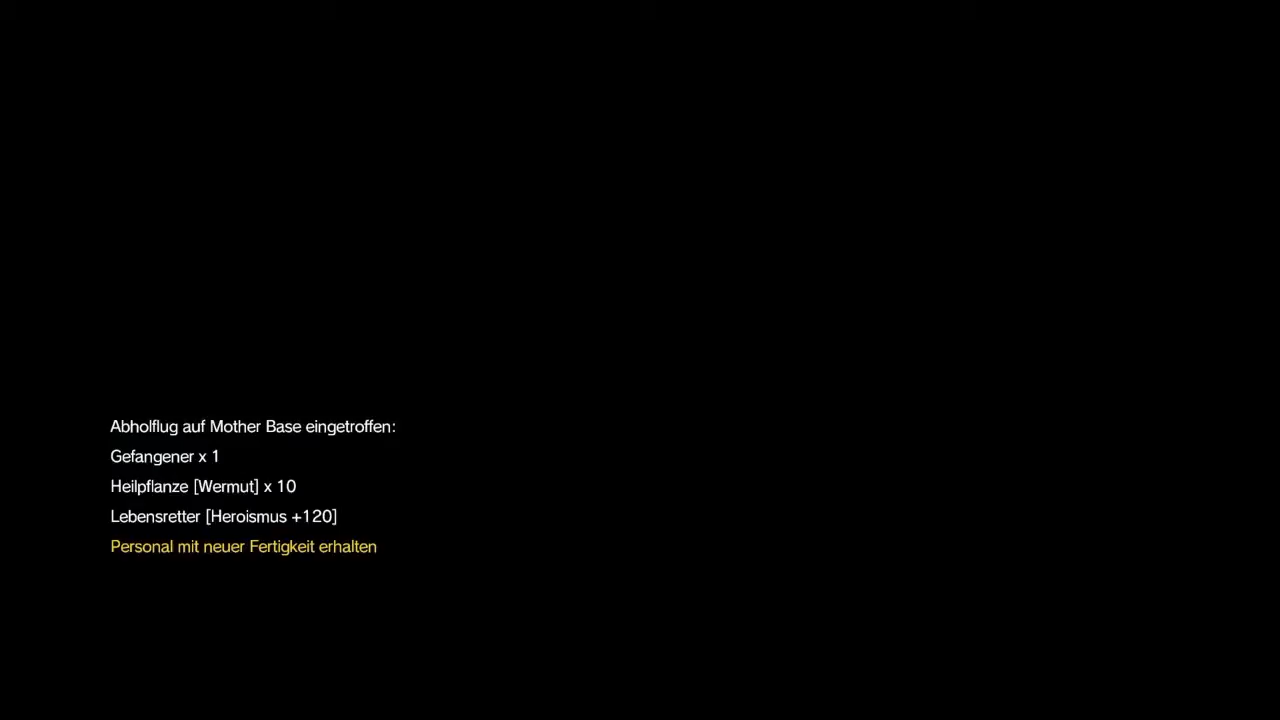 Abholflug auf Mother Base eingetroffen:
Gefangener x 1
Heilpflanze [Wermut] x 10
Lebensretter [Heroismus +120]
Personal mit neuer Fertigkeit erhalten